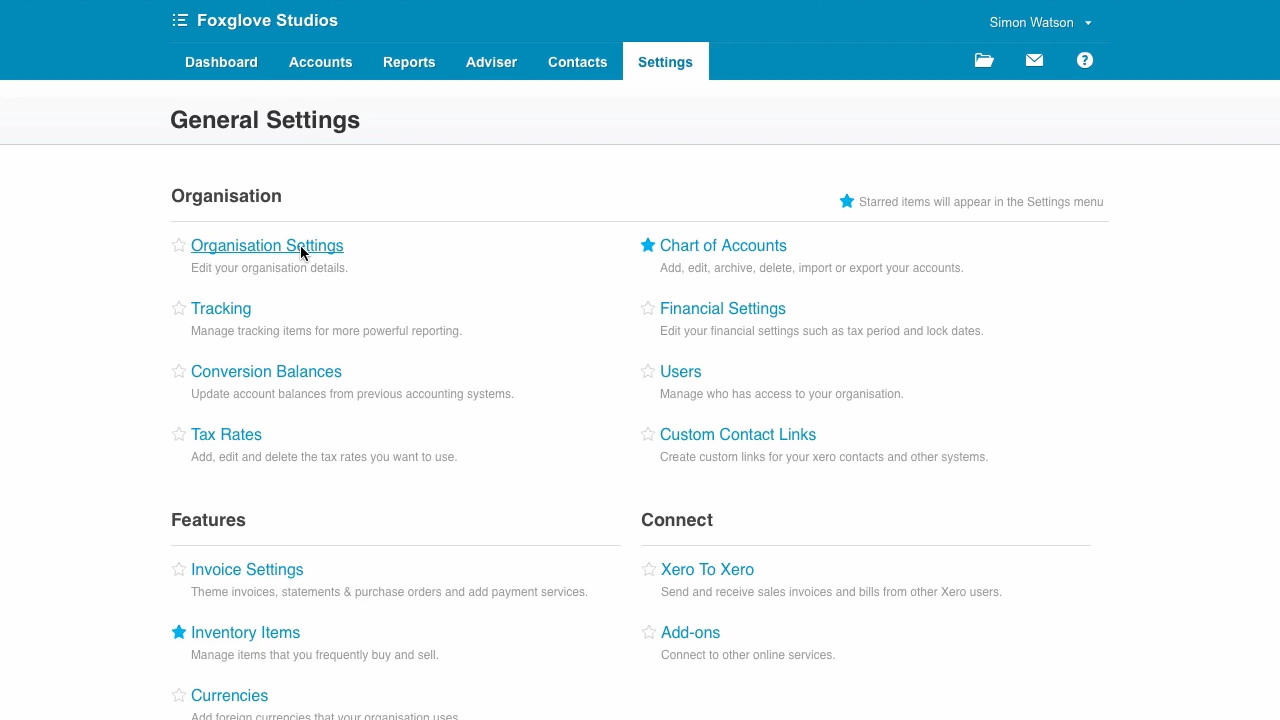 Foxglove Studios
Simon Watson
Dashboard Accounts Reports Adviser Contacts Settings
General Settings
Organisation
Starred items will appear in the Settings menu
Organisation Settings
Edit your organisation details.
Chart of Accounts
Add, edit, archive, delete, import or export your accounts.
Tracking
Manage tracking items for more powerful reporting.
Financial Settings
Edit your financial settings such as tax period and lock dates.
Conversion Balances
Update account balances from previous accounting systems.
Users
Manage who has access to your organisation.
Tax Rates
Add, edit and delete the tax rates you want to use.
Custom Contact Links
Create custom links for your xero contacts and other systems.
Features
Invoice Settings
Theme invoices, statements & purchase orders and add payment services.
Inventory Items
Manage items that you frequently buy and sell.
Currencies
Add foreign currencies that your organisation uses
Connect
Xero To Xero
Send and receive sales invoices and bills from other Xero users.
Add-ons
Connect to other online services.